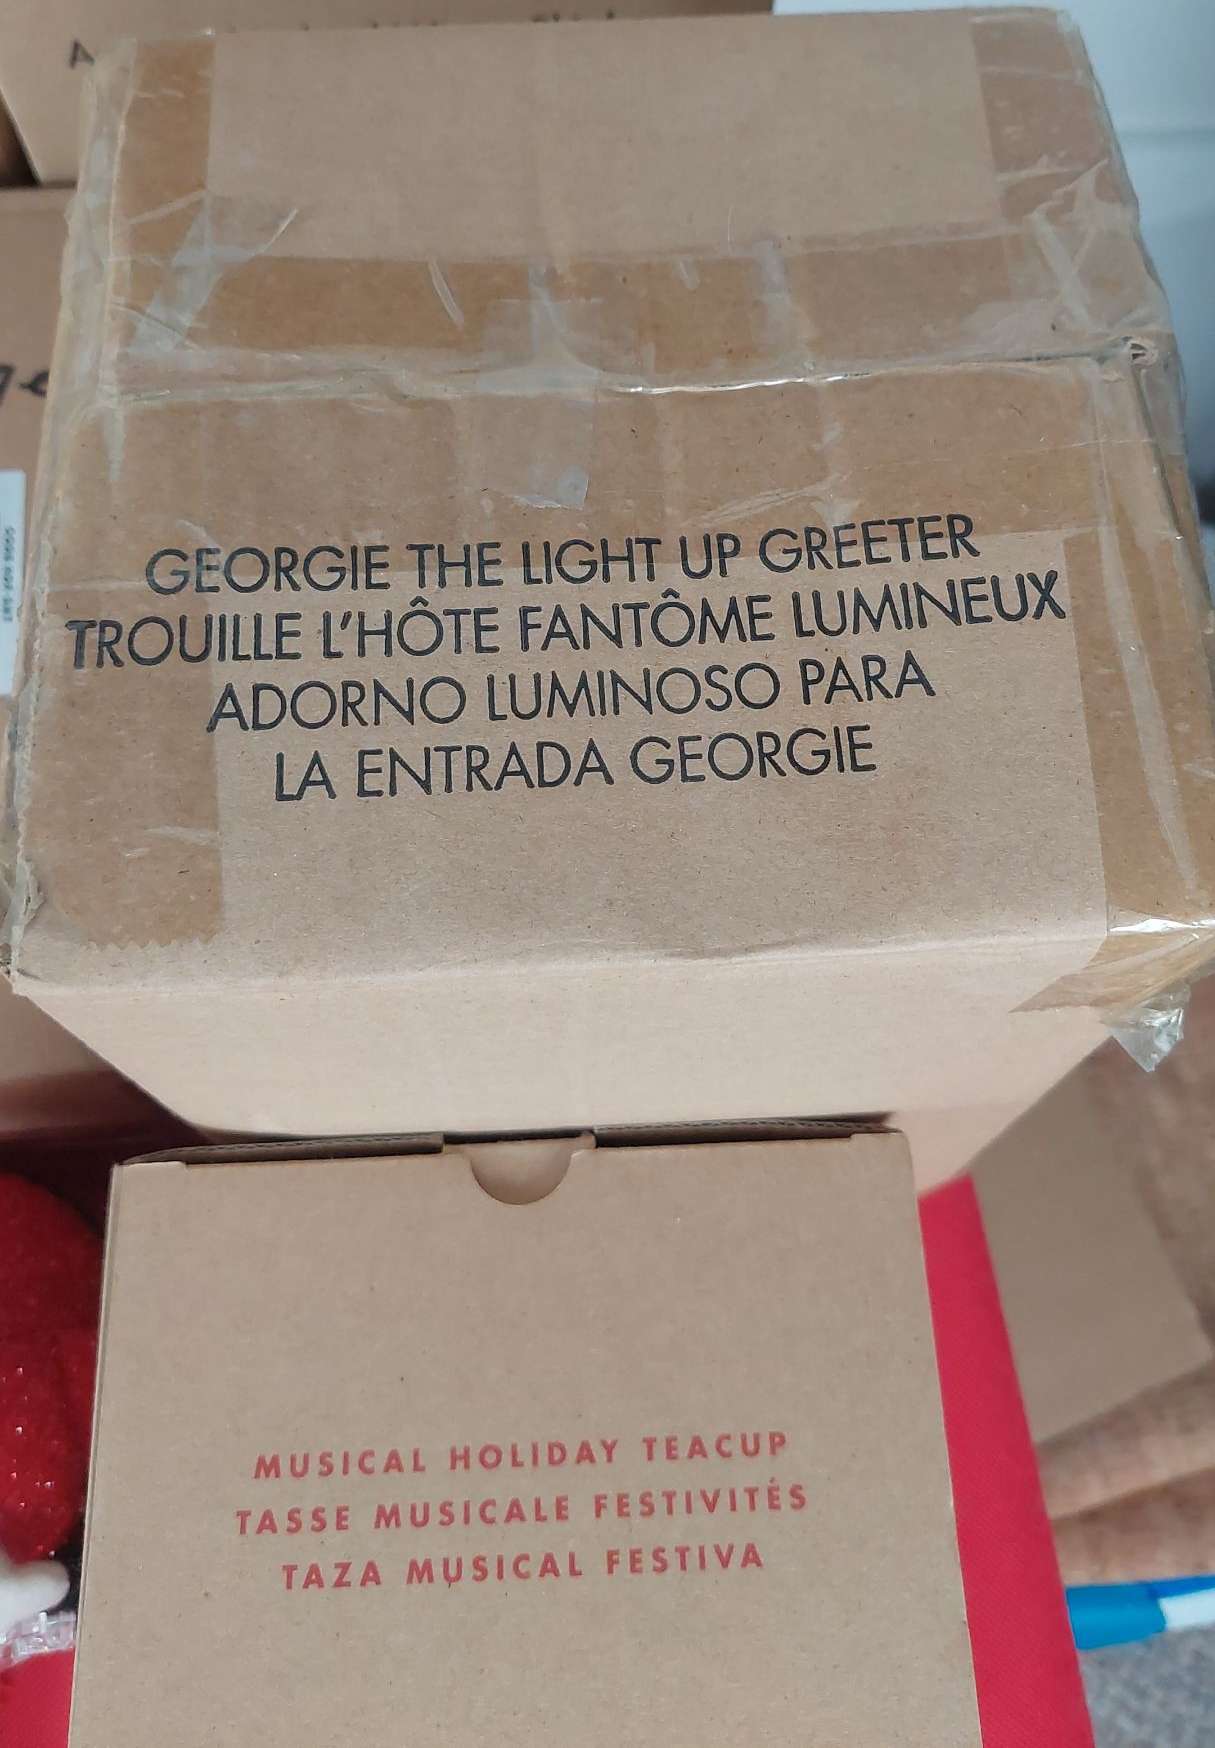 GEORGIE THE LIGHT UP GREETER
TROUILLE L'HÔTE FANTÔME LUMINEUX
ADORNO LUMINOSO PARA
LA ENTRADA GEORGIE
MUSICAL HOLIDAY TEACUP
TASSE MUSICALE FESTIVITÉS
TAZA MUSICAL FESTIVA